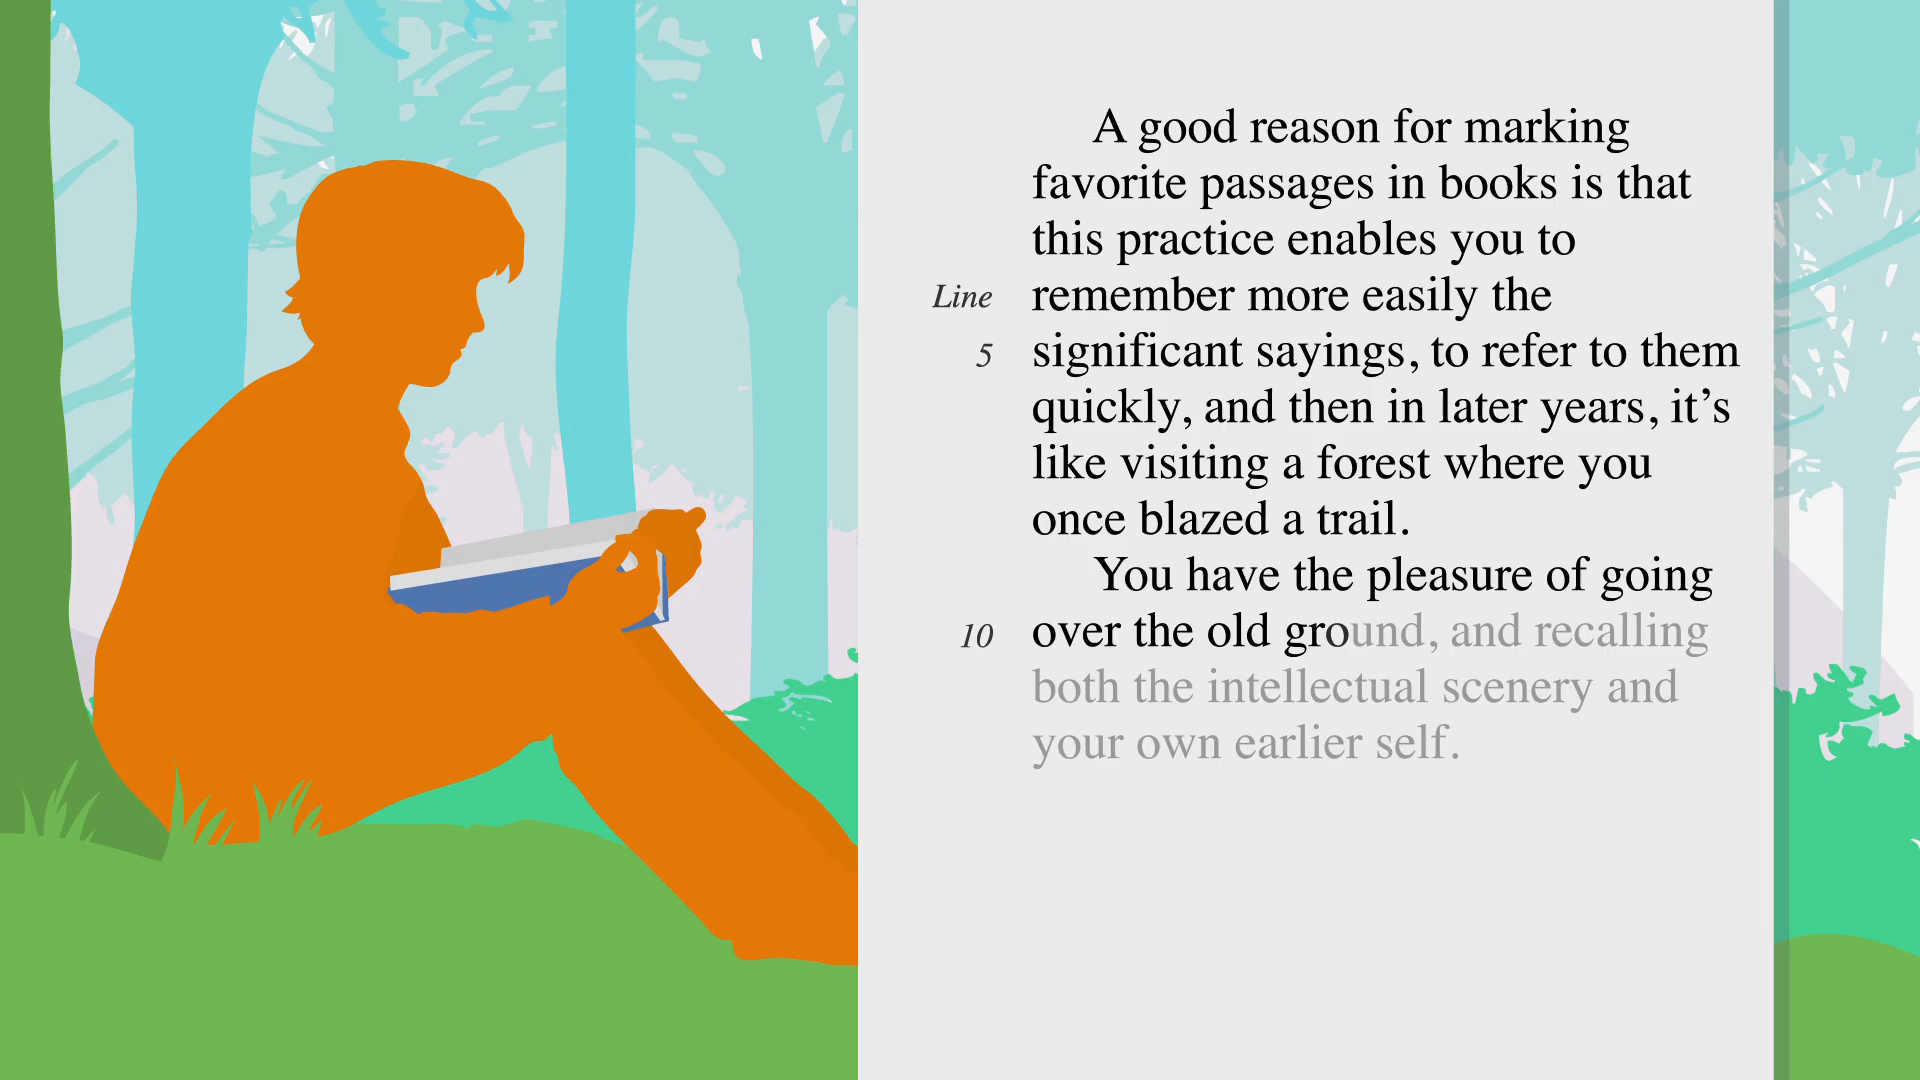 A good reason for marking
favorite passages in books is that
this practice enables you to
Line remember more easily the
5 significant sayings, to refer to them
quickly, and then in later years, it’s
like visiting a forest where you
once blazed a trail.
You have the pleasure of going
10 over the old ground, and recalling
both the intellectual scenery and
your own earlier self.